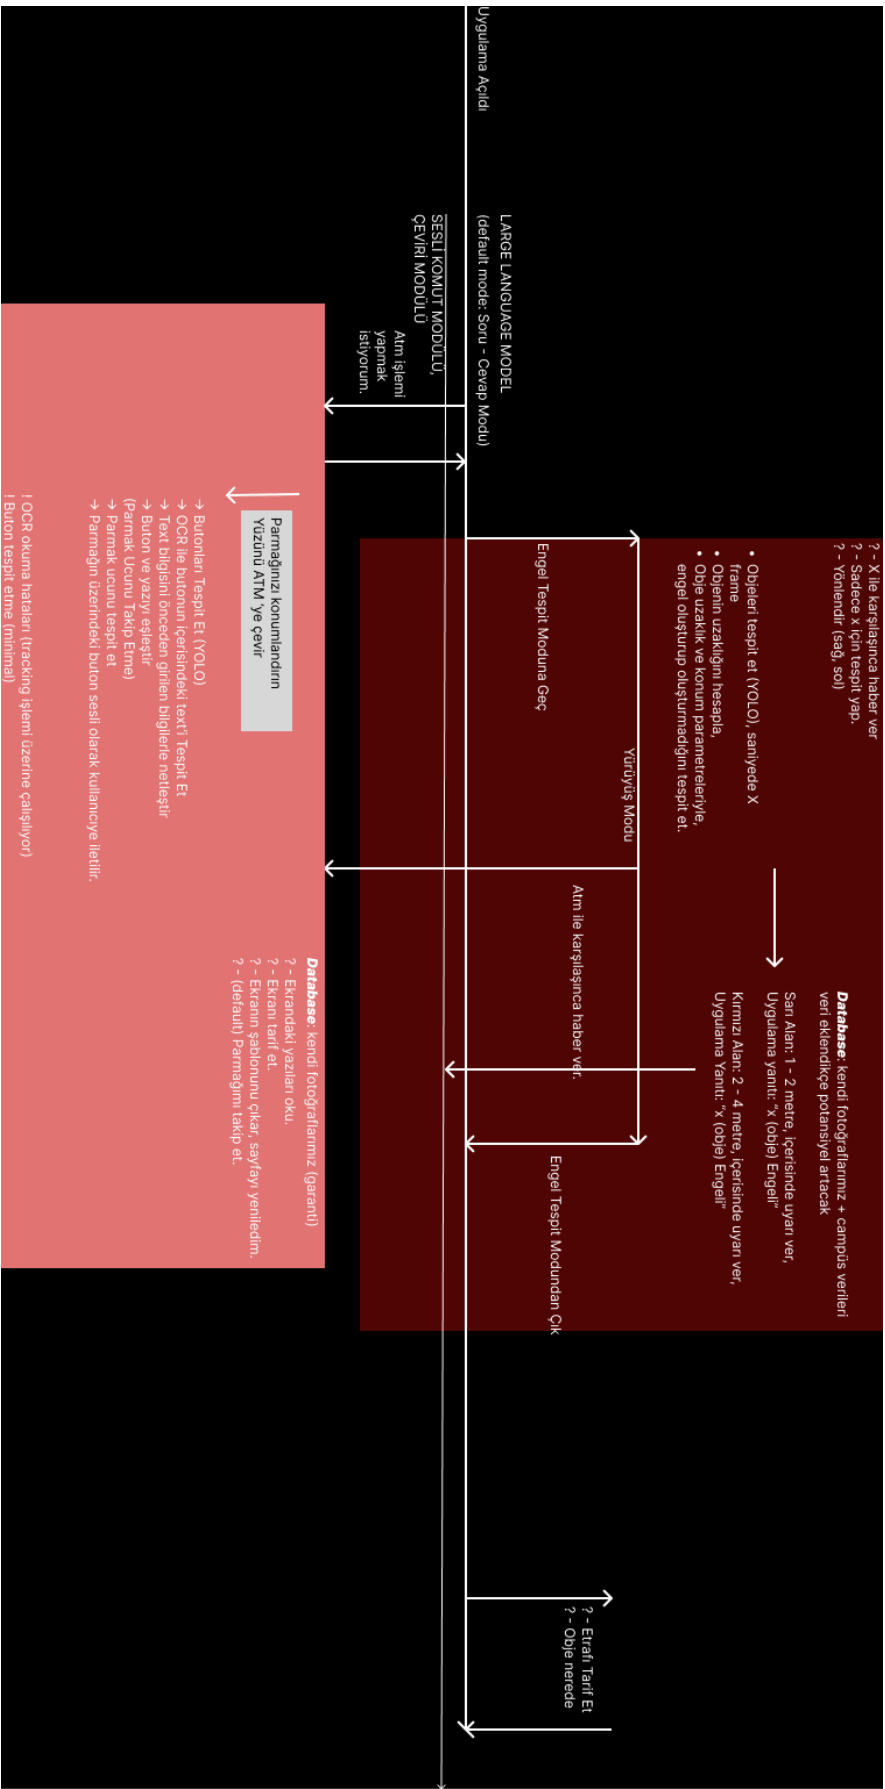 Uygulama Açıldı
LARGE LANGUAGE MODEL
(default mode: Soru - Cevap Modu)
SESLİ KOMUT MODÜLÜ,
ÇEVİRİ MODÜLÜ
Atm işlemi
yapmak
istiyorum.
? - X ile karşılaşınca haber ver
? - Sadece x için tespit yap.
? - Yönlendir (sağ, sol)
• Objeleri tespit et (YOLO), saniyede X
frame
• Objenin uzaklığını hesapla,
• Obje uzaklık ve konum parametreleriyle,
engel oluşturup oluşturmadığını tespit et.
Engel Tespit Moduna Geç
Yürüyüş Modu
Atm ile karşılaşınca haber ver.
Database: kendi fotoğraflarımız + campüs verileri
veri eklendikçe potansiyel artacak
Sarı Alan: 1 - 2 metre, içerisinde uyarı ver,
Uygulama yanıtı: "x (obje) Engeli"
Kırmızı Alan: 2 - 4 metre, içerisinde uyarı ver,
Uygulama Yanıtı: "x (obje) Engeli"
Engel Tespit Modundan Çık
Parmağınızı konumlandırın
Yüzünü ATM 'ye çevir
→ Butonları Tespit Et (YOLO)
→ OCR ile butonun içerisindeki text'i Tespit Et
→ Text bilgisini önceden girilen bilgilerle netleştir
→ Buton ve yazıyı eşleştir
(Parmak Ucunu Takip Etme)
→ Parmak ucunu tespit et
→ Parmağın üzerindeki buton sesli olarak kullanıcıye iletilir.
! OCR okuma hataları (tracking işlemi üzerine çalışılıyor)
! Buton tespit etme (minimal)
Database: kendi fotoğraflarımız (garanti)
? - Ekrandaki yazıları oku.
? - Ekranı tarif et.
? - Ekranın şablonunu çıkar, sayfayı yeniledim.
? - (default) Parmağımı takip et.
? - Etrafı Tarif Et
? - Obje nerede